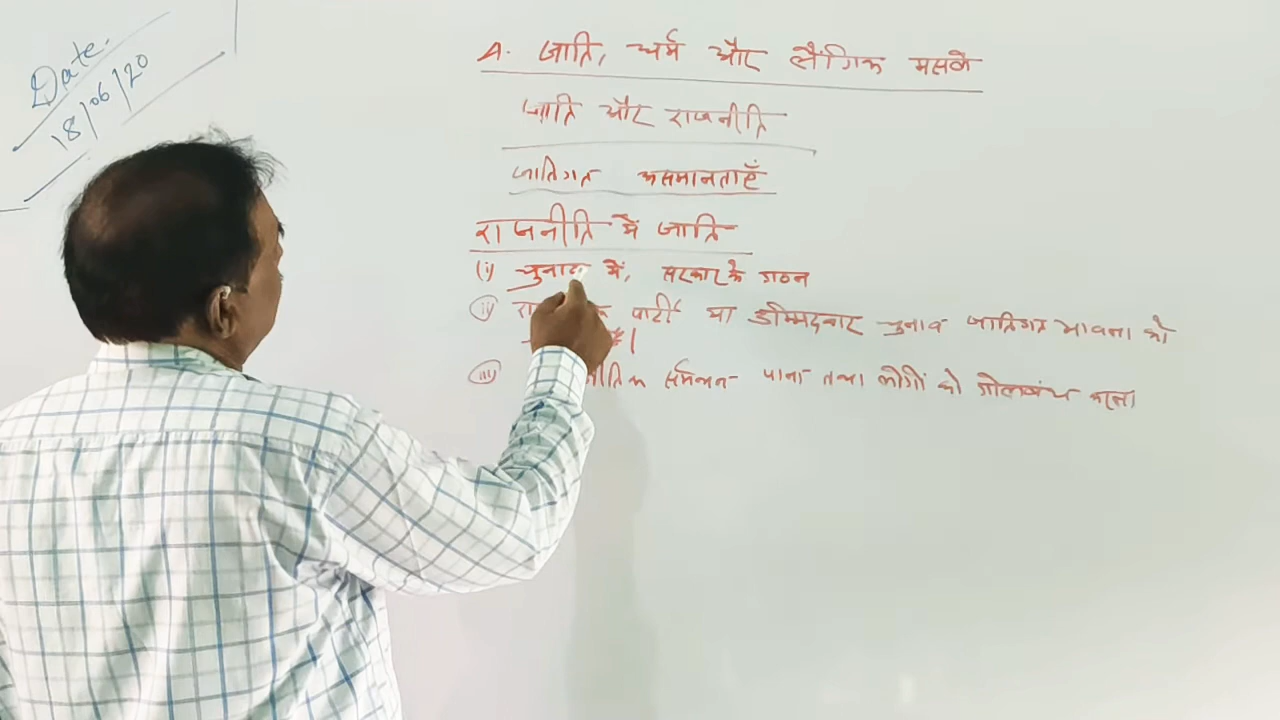 Date:
18/06/20
4. जाति, धर्म और लैंगिक मसले
जाति और राजनीति
जातिगत असमानताएँ
राजनीति में जाति
(i) चुनाव में, सरकार के गठन
(ii) पार्टी या उम्मिदवार चुनाव जातिगत भावना को
(iii) समर्थन पाना तथा लोगों को गोलबंध करना